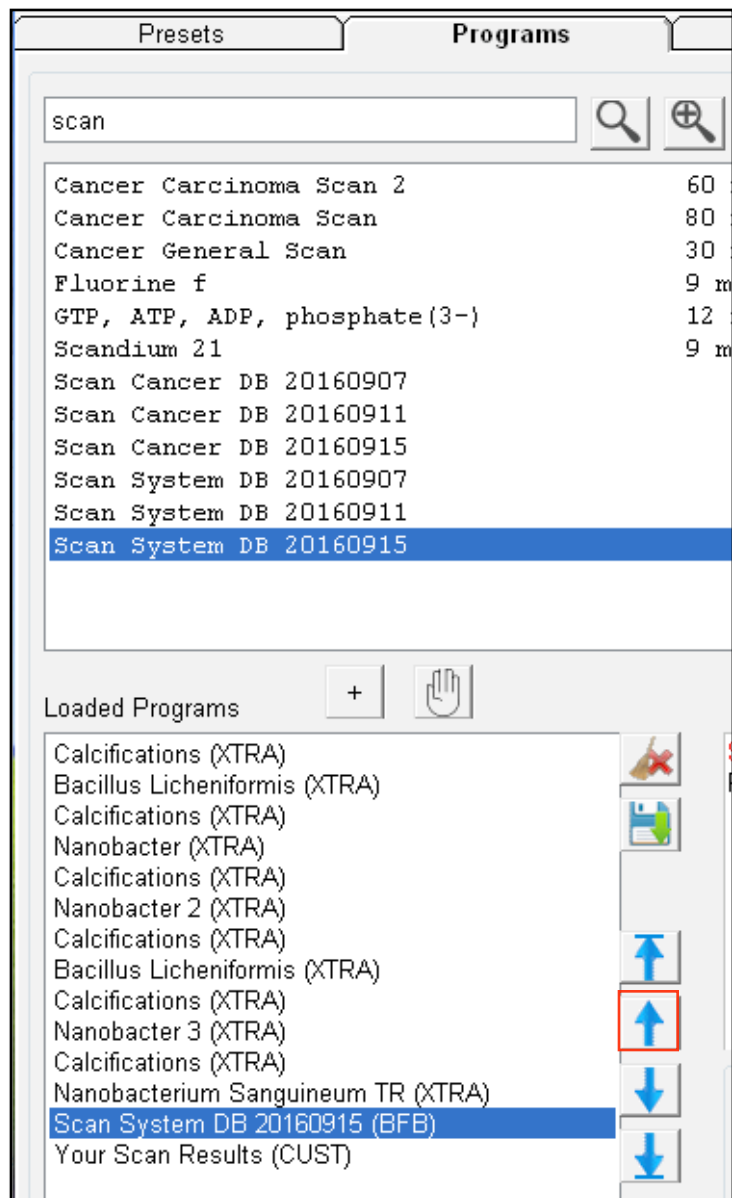 Presets Programs
scan
Cancer Carcinoma Scan 2 60
Cancer Carcinoma Scan 80
Cancer General Scan 30
Fluorine f 9 m
GTP, ATP, ADP, phosphate(3-) 12
Scandium 21 9 m
Scan Cancer DB 20160907
Scan Cancer DB 20160911
Scan Cancer DB 20160915
Scan System DB 20160907
Scan System DB 20160911
Scan System DB 20160915
Loaded Programs +
Calcifications (XTRA)
Bacillus Licheniformis (XTRA)
Calcifications (XTRA)
Nanobacter (XTRA)
Calcifications (XTRA)
Nanobacter 2 (XTRA)
Calcifications (XTRA)
Bacillus Licheniformis (XTRA)
Calcifications (XTRA)
Nanobacter 3 (XTRA)
Calcifications (XTRA)
Nanobacterium Sanguineum TR (XTRA)
Scan System DB 20160915 (BFB)
Your Scan Results (CUST)